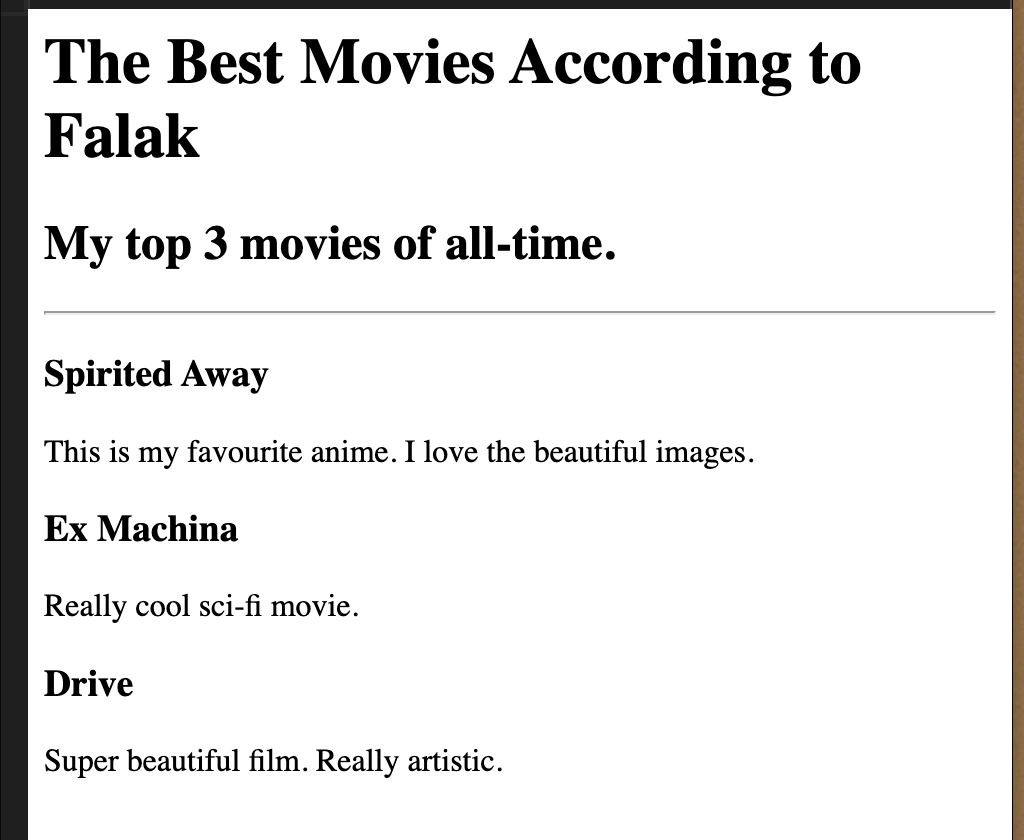 The Best Movies According to
Falak
My top 3 movies of all-time.
Spirited Away
This is my favourite anime. I love the beautiful images.
Ex Machina
Really cool sci-fi movie.
Drive
Super beautiful film. Really artistic.